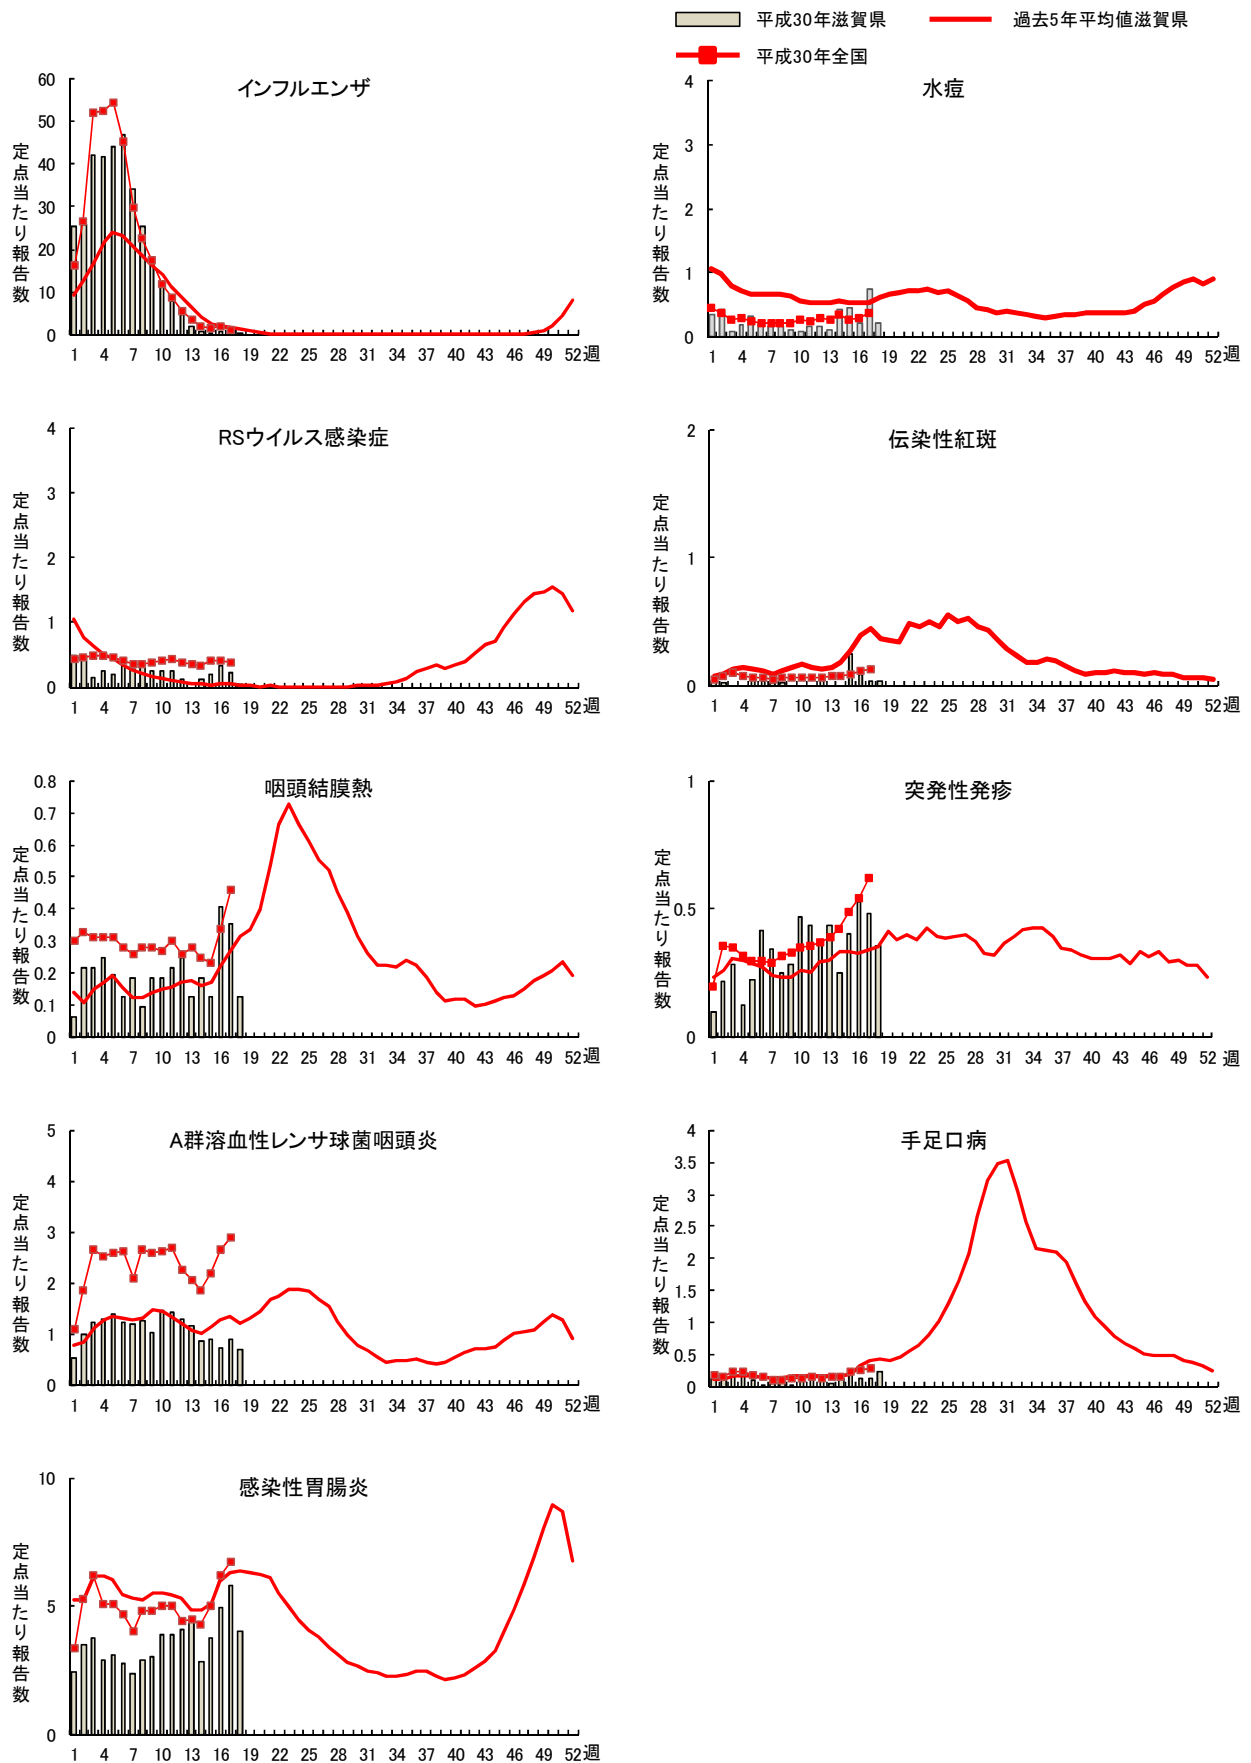 平成30年滋賀県
過去5年平均値滋賀県
平成30年全国
インフルエンザ
定点当たり報告数
60
50
40
30
20
10
0
1 4 7 10 13 16 19 22 25 28 31 34 37 40 43 46 49 52週
水痘
定点当たり報告数
4
3
2
1
0
1 4 7 10 13 16 19 22 25 28 31 34 37 40 43 46 49 52週
RSウイルス感染症
定点当たり報告数
4
3
2
1
0
1 4 7 10 13 16 19 22 25 28 31 34 37 40 43 46 49 52週
伝染性紅斑
定点当たり報告数
2
1
0
1 4 7 10 13 16 19 22 25 28 31 34 37 40 43 46 49 52週
咽頭結膜熱
定点当たり報告数
0.8
0.7
0.6
0.5
0.4
0.3
0.2
0.1
0
1 4 7 10 13 16 19 22 25 28 31 34 37 40 43 46 49 52週
突発性発疹
定点当たり報告数
1
0.5
0
1 4 7 10 13 16 19 22 25 28 31 34 37 40 43 46 49 52 週
A群溶血性レンサ球菌咽頭炎
定点当たり報告数
5
4
3
2
1
0
1 4 7 10 13 16 19 22 25 28 31 34 37 40 43 46 49 52週
手足口病
定点当たり報告数
4
3.5
3
2.5
2
1.5
1
0.5
0
1 4 7 10 13 16 19 22 25 28 31 34 37 40 43 46 49 52週
感染性胃腸炎
定点当たり報告数
10
5
0
1 4 7 10 13 16 19 22 25 28 31 34 37 40 43 46 49 52週